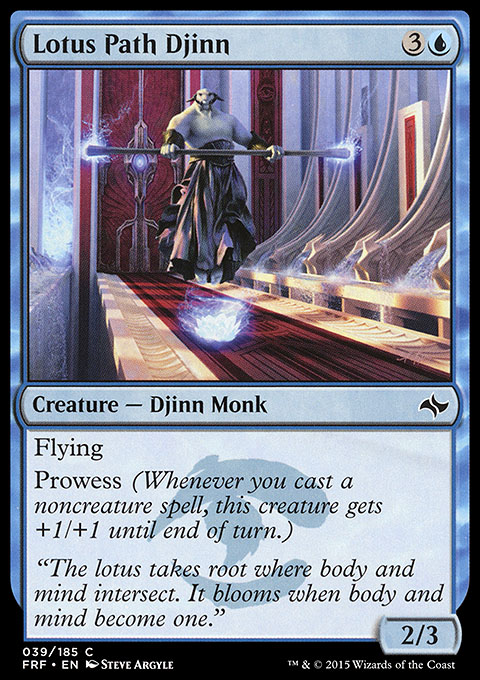 Lotus Path Djinn 3
Creature — Djinn Monk
Flying
Prowess (Whenever you cast a
noncreature spell, this creature gets
+1/+1 until end of turn.)
“The lotus takes root where body and
mind intersect. It blooms when body and
mind become one.”
2/3
039/185 C
FRF • EN Steve Argyle
™ & © 2015 Wizards of the Coast